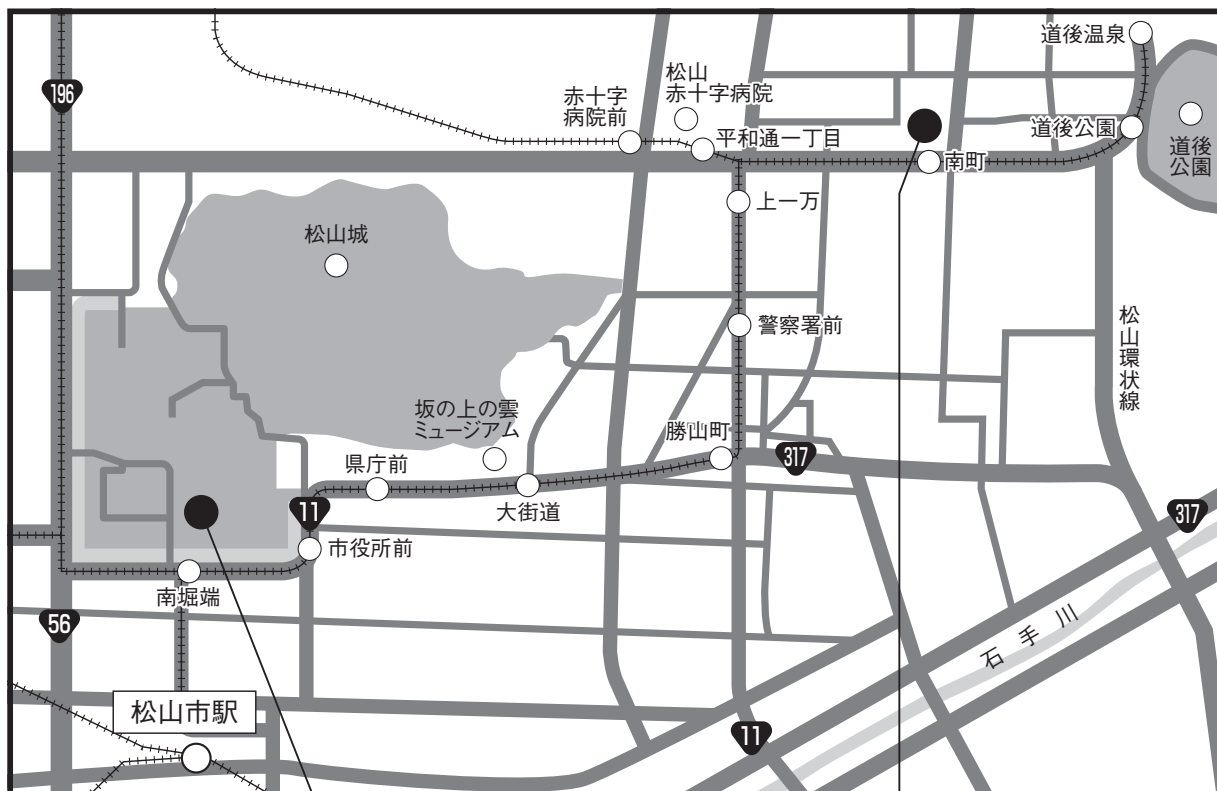 道後温泉
196
松山
赤十字病院
赤十字
病院前
平和通一丁目
道後公園
南町
道後
公園
上一万
松山城
警察署前
松山環状線
坂の上の雲
ミュージアム
勝山町
県庁前
317
大街道
11
317
市役所前
南堀端
56
石手川
松山市駅
11